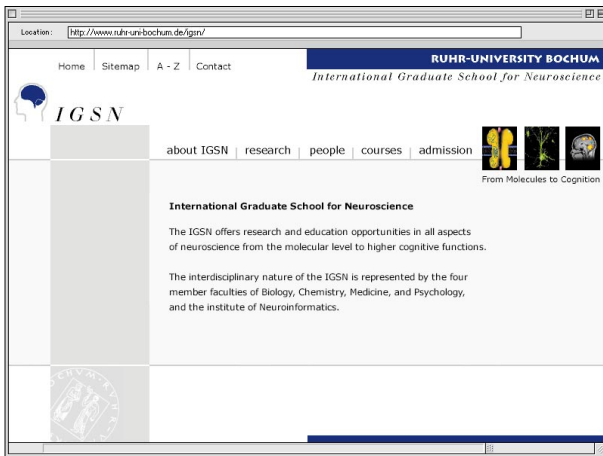 Location: http://www.ruhr-uni-bochum.de/igsn/
Home Sitemap A - Z Contact
RUHR-UNIVERSITY BOCHUM
International Graduate School for Neuroscience
IGSN
about IGSN research people courses admission
From Molecules to Cognition
International Graduate School for Neuroscience
The IGSN offers research and education opportunities in all aspects
of neuroscience from the molecular level to higher cognitive functions.
The interdisciplinary nature of the IGSN is represented by the four
member faculties of Biology, Chemistry, Medicine, and Psychology,
and the institute of Neuroinformatics.